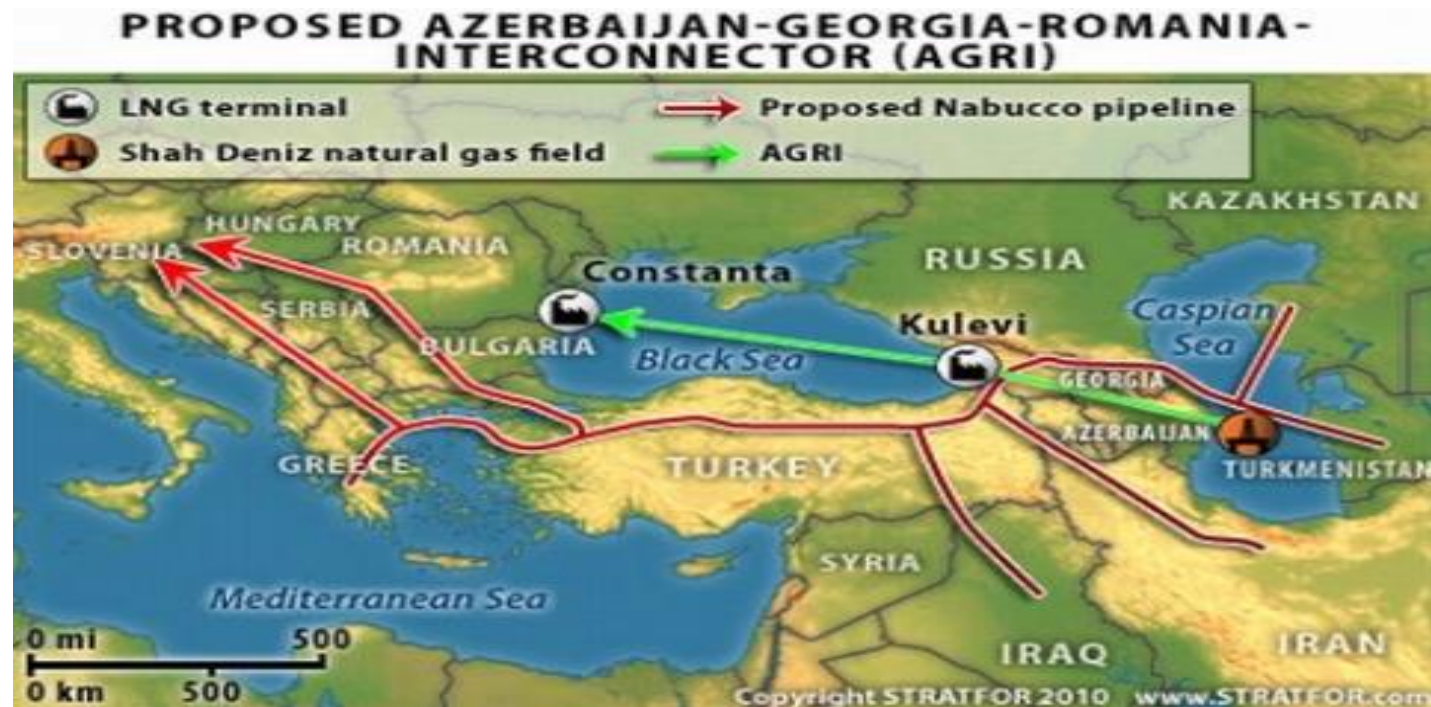 PROPOSED AZERBAIJAN-GEORGIA-ROMANIA-
INTERCONNECTOR (AGRI)
LNG terminal
Proposed Nabucco pipeline
Shah Deniz natural gas field
AGRI
KAZAKHSTAN
HUNGARY
SLOVENIA
ROMANIA
RUSSIA
Constanta
SERBIA
Caspian
Sea
Kulevi
BULGARIA
Black Sea
GEORGIA
AZERBAIJAN
GREECE
TURKEY
TURKMENISTAN
SYRIA
Mediterranean Sea
0 mi 500
0 km 500
IRAQ
IRAN
Copyright STRATFOR 2010 www.STRATFOR.com